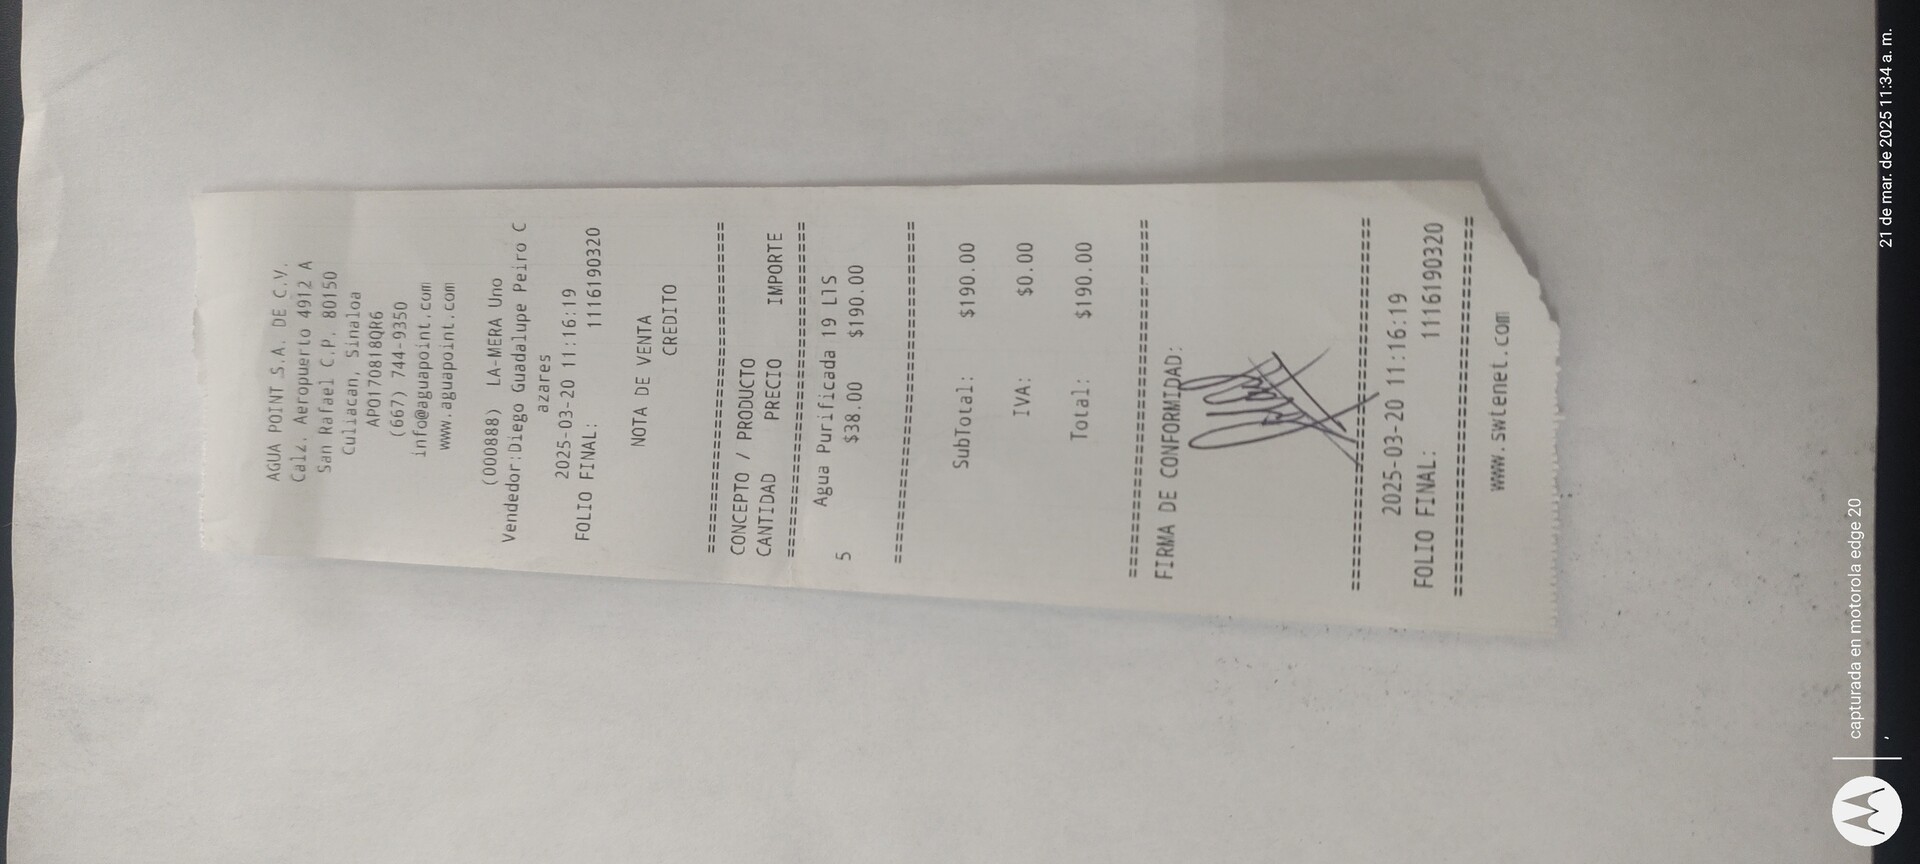 AGUA POINT S.A. DE C.V.
Calz. Aeropuerto 4912 A
San Rafael C.P. 80150
Culiacan, Sinaloa
APO170818QR6
(667) 744-9350
info@aguapoint.com
www.aguapoint.com
(000888) LA-MERA Uno
Vendedor:Diego Guadalupe Peiro C
azares
2025-03-20 11:16:19
FOLIO FINAL: 1116190320
NOTA DE VENTA
CREDITO
================================
CONCEPTO / PRODUCTO
CANTIDAD PRECIO IMPORTE
================================
Agua Purificada 19 LTS
5 $38.00 $190.00
================================
SubTotal: $190.00
IVA: $0.00
Total: $190.00
================================
FIRMA DE CONFORMIDAD:
================================
2025-03-20 11:16:19
FOLIO FINAL: 1116190320
================================
www.swtenet.com
capturada en motorola edge 20
21 de mar. de 2025 11:34 a. m.